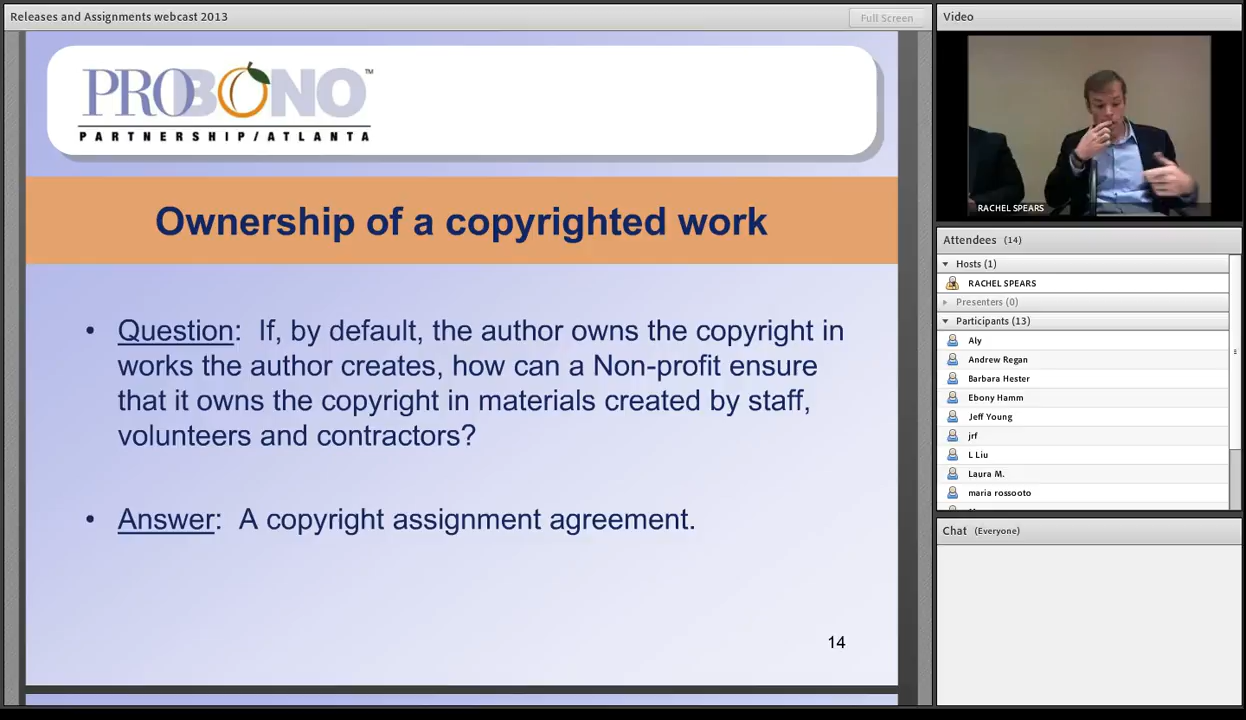 Releases and Assignments webcast 2013
Full Screen
PROBONO™
PARTNERSHIP/ATLANTA
Ownership of a copyrighted work
• Question: If, by default, the author owns the copyright in
works the author creates, how can a Non-profit ensure
that it owns the copyright in materials created by staff,
volunteers and contractors?
• Answer: A copyright assignment agreement.
14
Video
RACHEL SPEARS
Attendees (14)
Hosts (1)
RACHEL SPEARS
Presenters (0)
Participants (13)
Aly
Andrew Regan
Barbara Hester
Ebony Hamm
Jeff Young
jrf
L Liu
Laura M.
maria rossooto
Chat (Everyone)